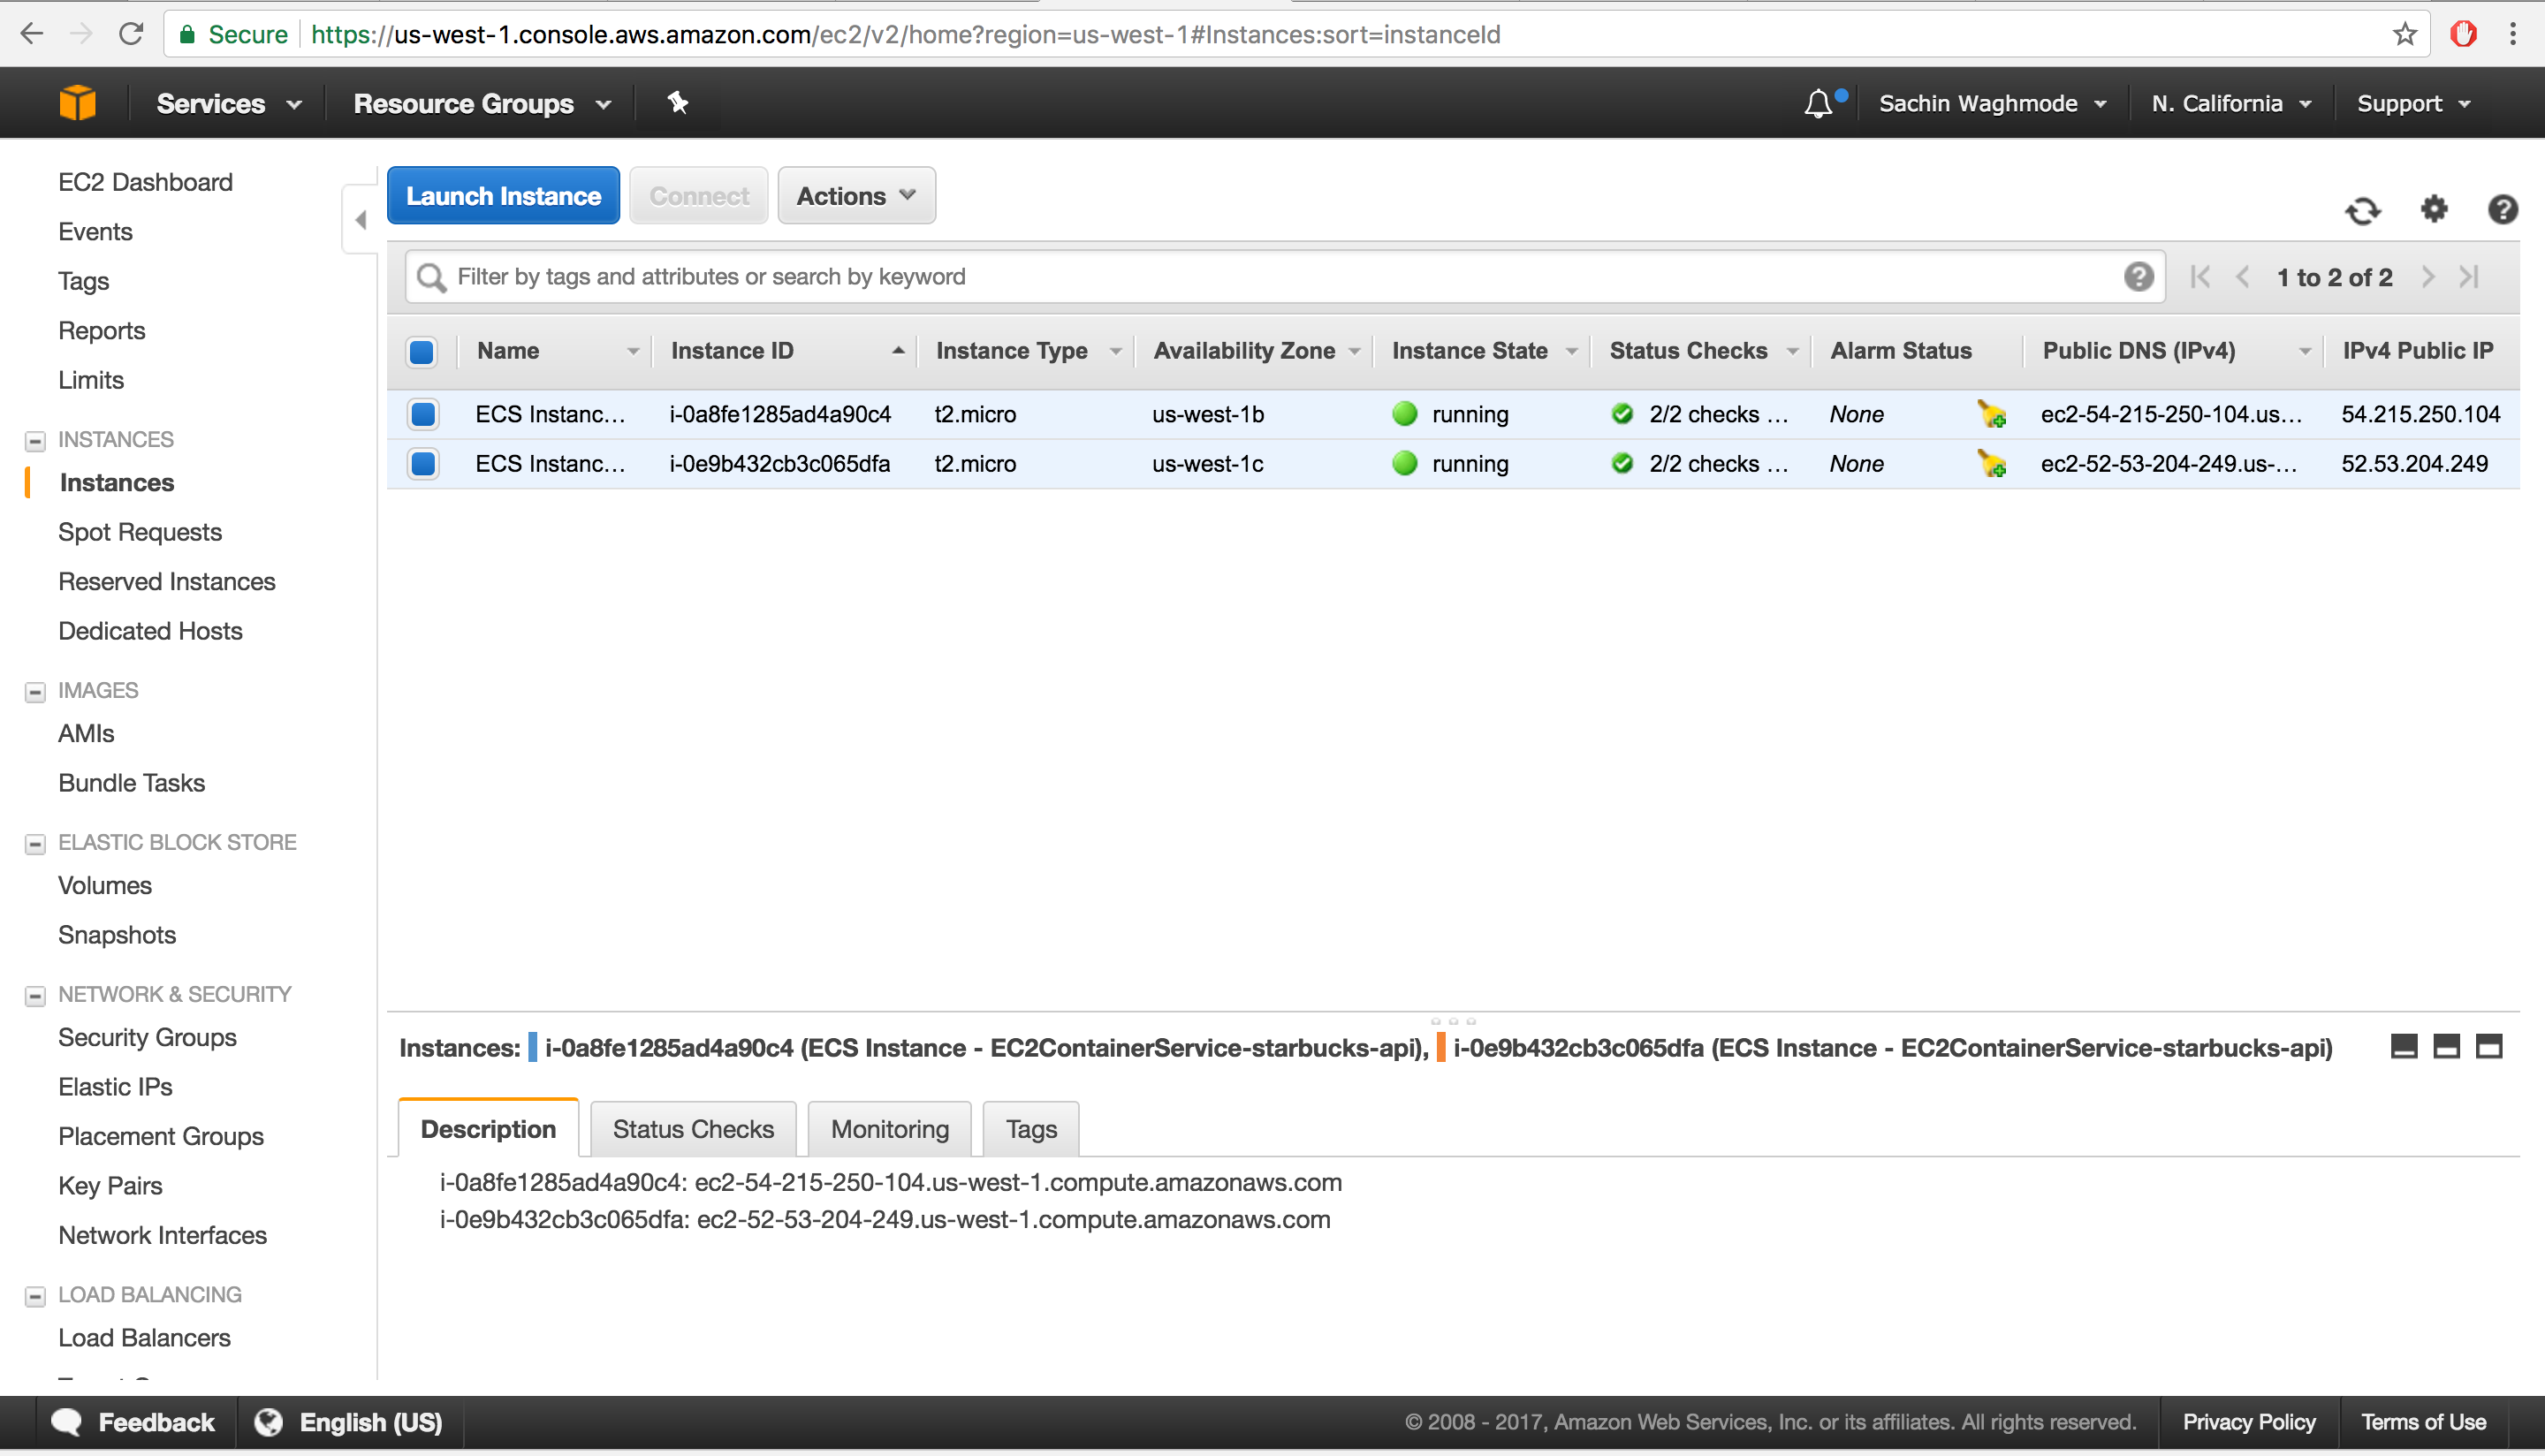 Secure https://us-west-1.console.aws.amazon.com/ec2/v2/home?region=us-west-1#Instances:sort=instanceId
Services Resource Groups Sachin Waghmode N. California Support
EC2 Dashboard
Events
Tags
Reports
Limits
INSTANCES
Instances
Spot Requests
Reserved Instances
Dedicated Hosts
IMAGES
AMIs
Bundle Tasks
ELASTIC BLOCK STORE
Volumes
Snapshots
NETWORK & SECURITY
Security Groups
Elastic IPs
Placement Groups
Key Pairs
Network Interfaces
LOAD BALANCING
Load Balancers
Launch Instance Connect Actions
Filter by tags and attributes or search by keyword 1 to 2 of 2
Name Instance ID Instance Type Availability Zone Instance State Status Checks Alarm Status Public DNS (IPv4) IPv4 Public IP
ECS Instanc... i-0a8fe1285ad4a90c4 t2.micro us-west-1b running 2/2 checks ... None ec2-54-215-250-104.us... 54.215.250.104
ECS Instanc... i-0e9b432cb3c065dfa t2.micro us-west-1c running 2/2 checks ... None ec2-52-53-204-249.us-... 52.53.204.249
Instances: i-0a8fe1285ad4a90c4 (ECS Instance - EC2ContainerService-starbucks-api), i-0e9b432cb3c065dfa (ECS Instance - EC2ContainerService-starbucks-api)
Description Status Checks Monitoring Tags
i-0a8fe1285ad4a90c4: ec2-54-215-250-104.us-west-1.compute.amazonaws.com
i-0e9b432cb3c065dfa: ec2-52-53-204-249.us-west-1.compute.amazonaws.com
Feedback English (US) © 2008 - 2017, Amazon Web Services, Inc. or its affiliates. All rights reserved. Privacy Policy Terms of Use